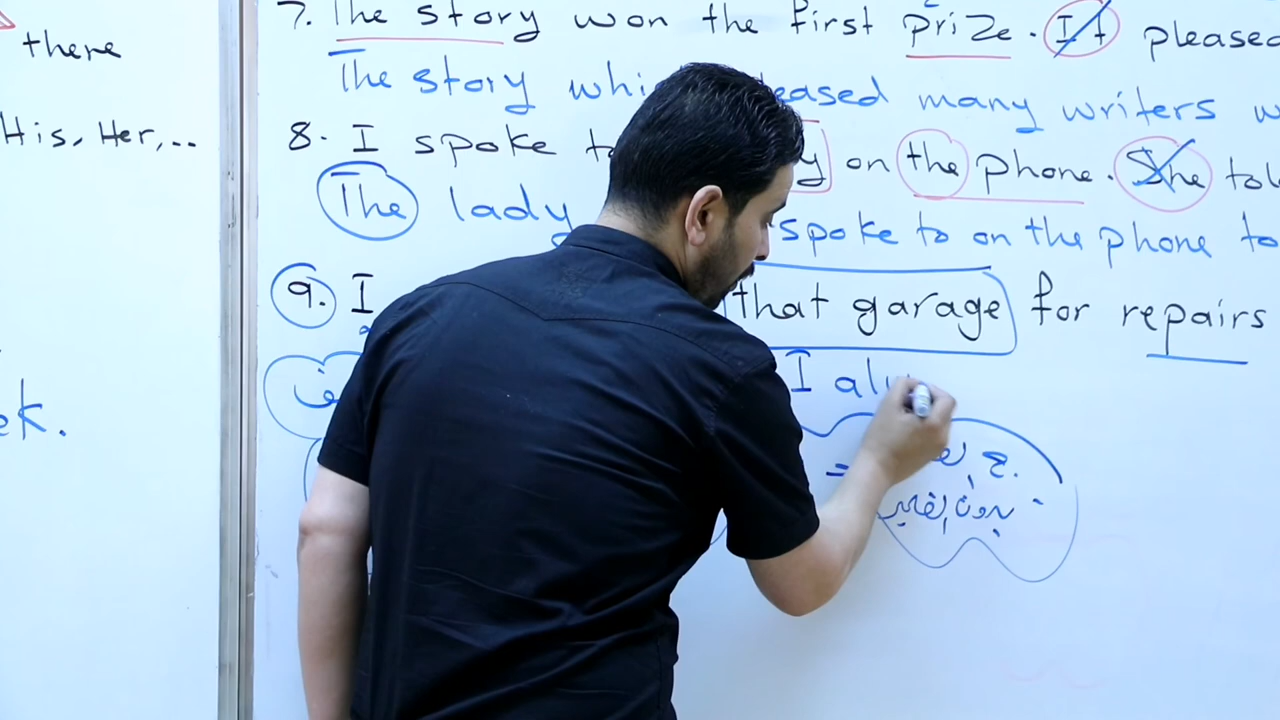 there
His, Her,...
ek.
7. The story won the first prize. It pleased
The story whi eased many writers w
8. I spoke to y on the phone. She tol
The lady spoke to on the phone to
9. I that garage for repairs
I al
= ج.
بدون